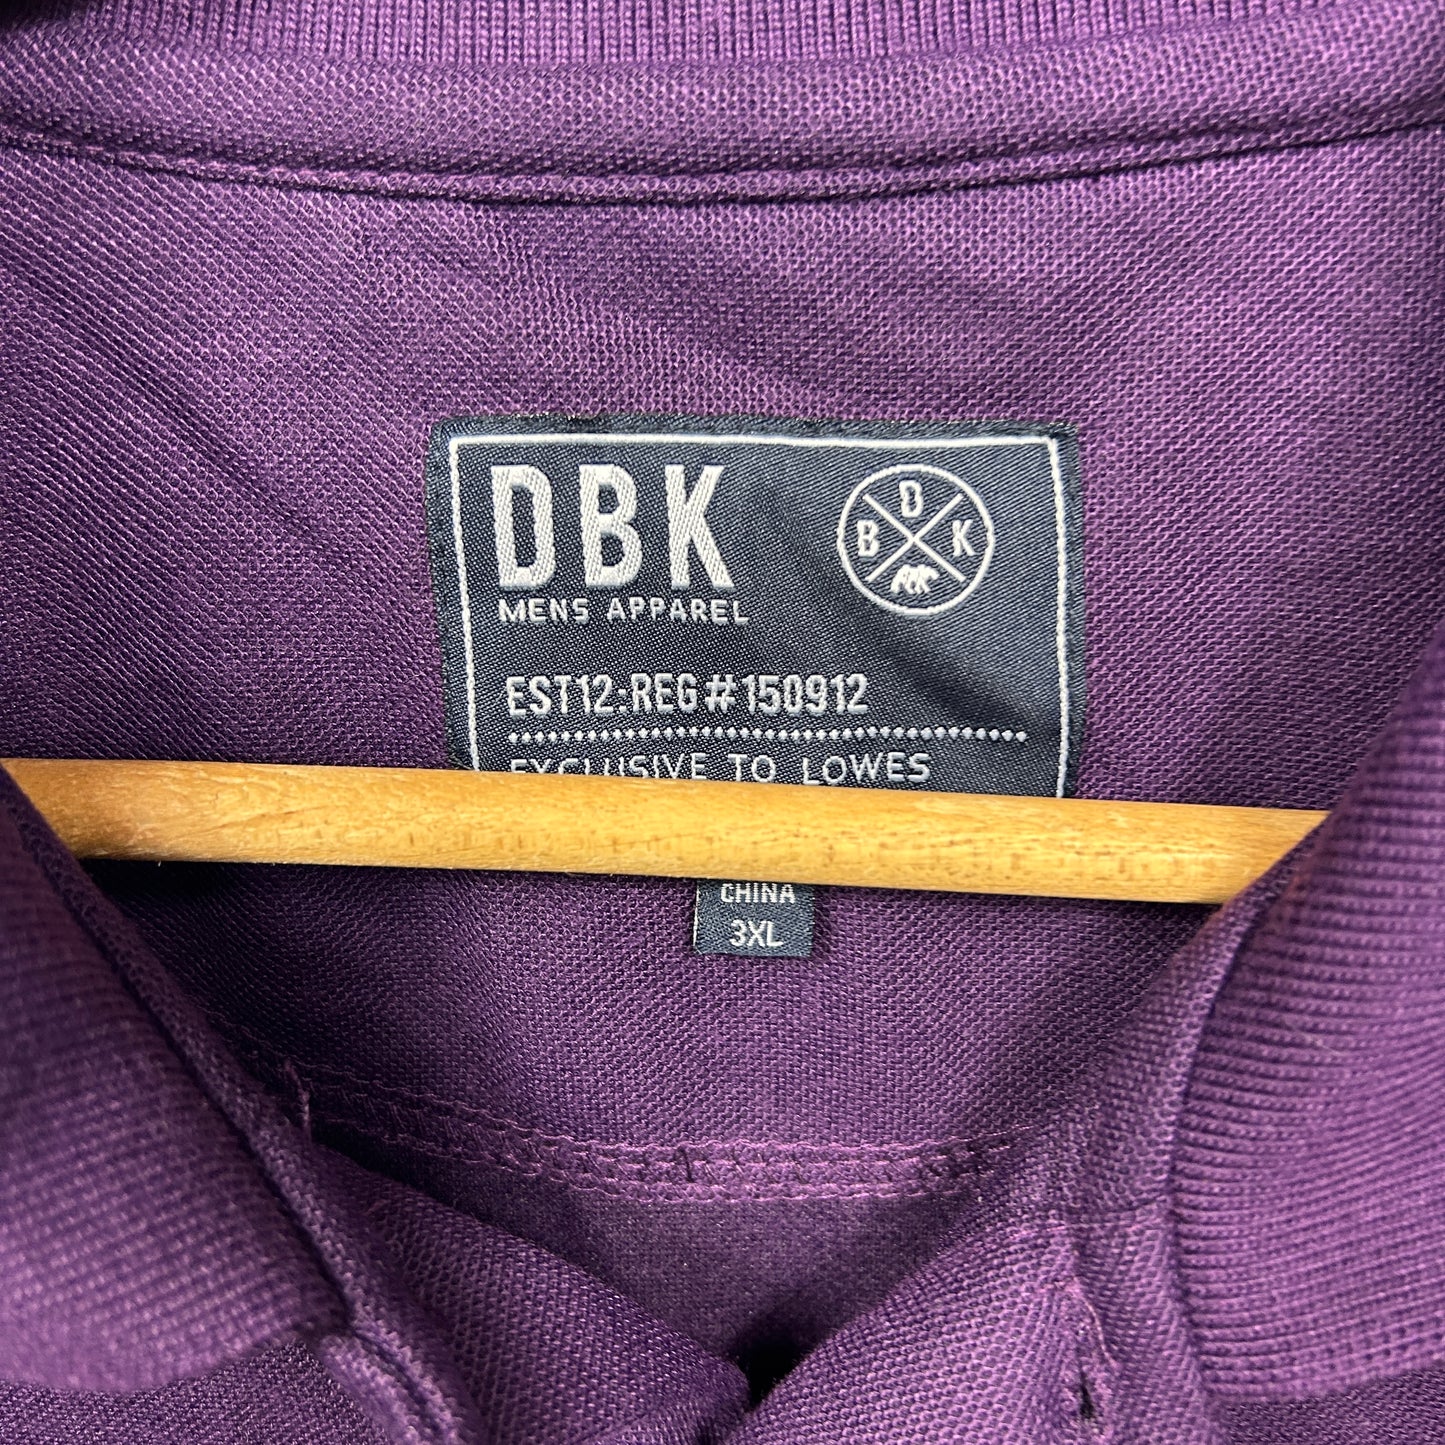 DBK
MENS APPAREL
D
B K
EST12:REG#150912
EXCLUSIVE TO LOWES
CHINA
3XL